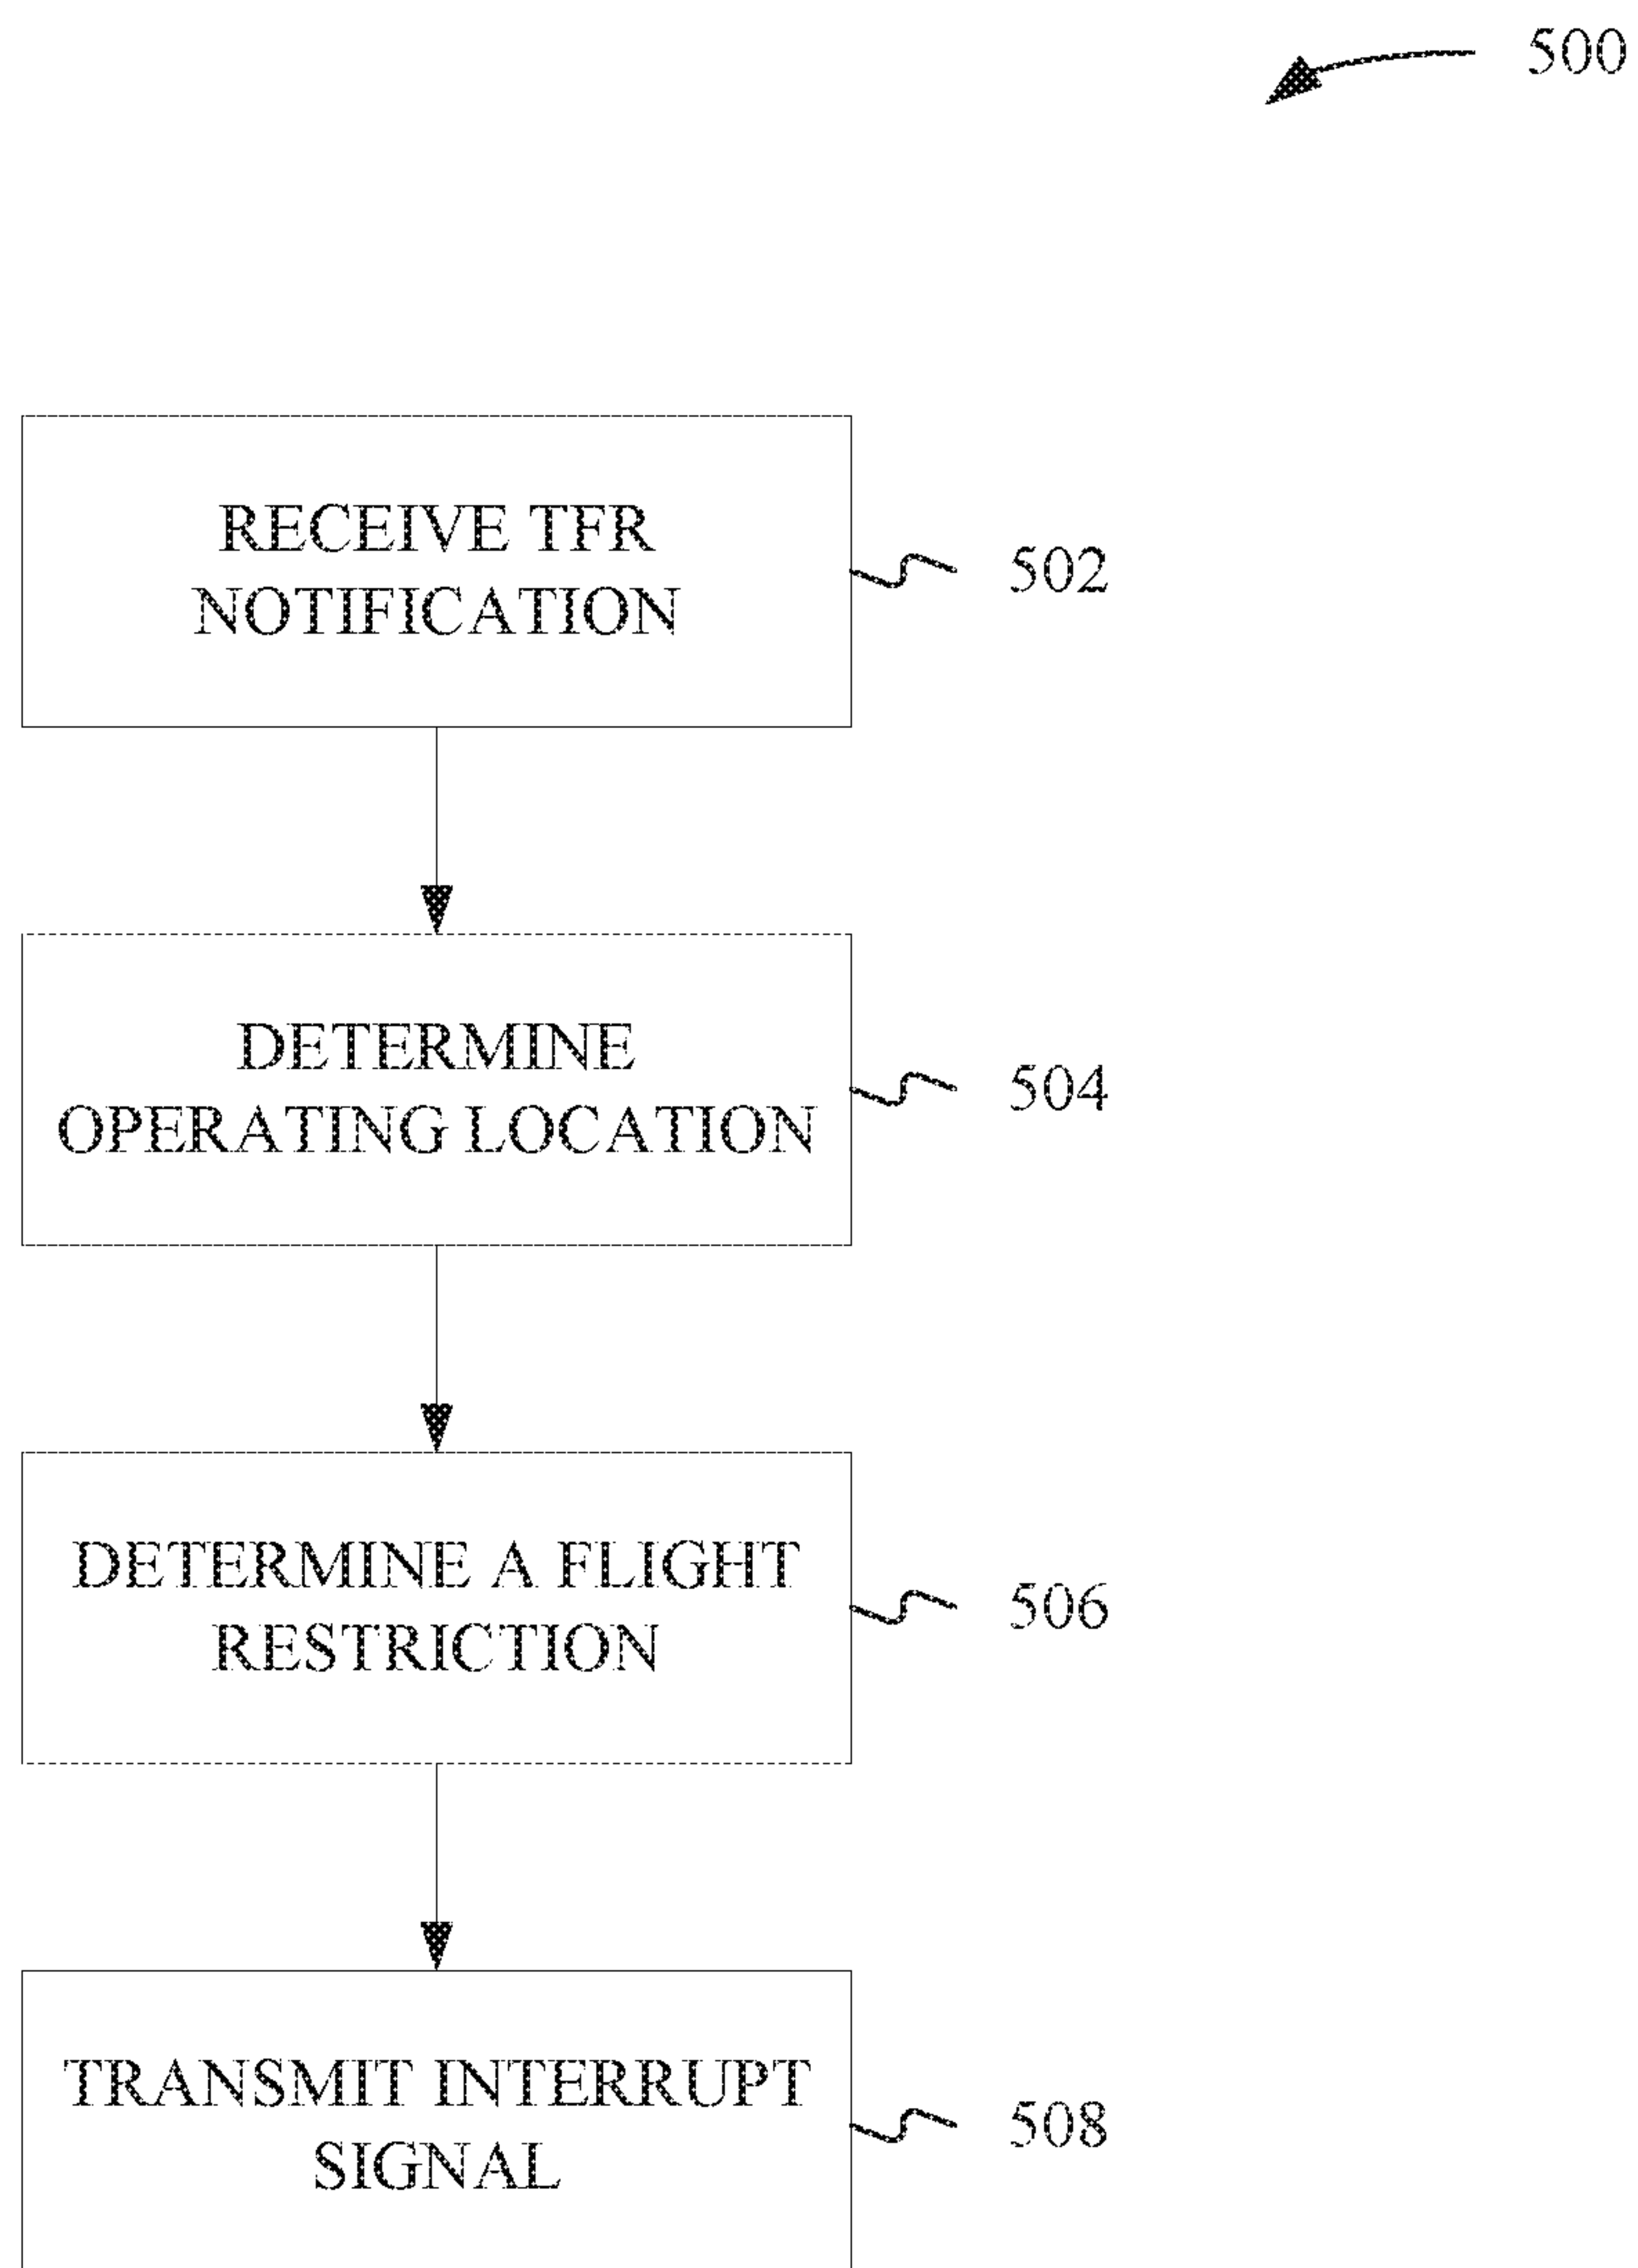 500
RECEIVE TFR
NOTIFICATION
502
DETERMINE
OPERATING LOCATION
504
DETERMINE A FLIGHT
RESTRICTION
506
TRANSMIT INTERRUPT
SIGNAL
508